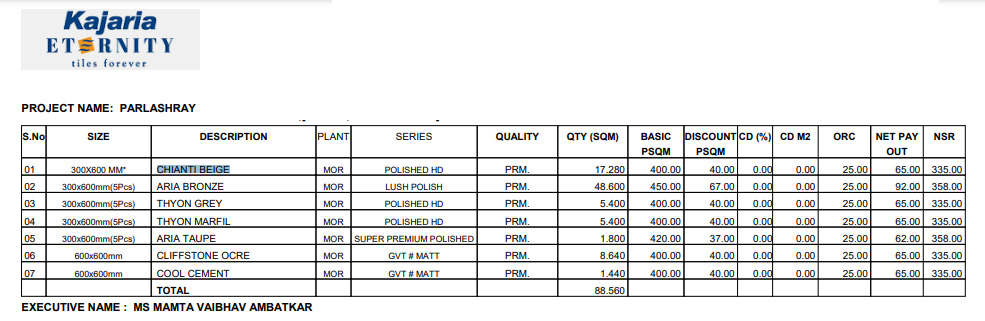 Kajaria
ETERNITY
tiles forever
PROJECT NAME: PARLASHRAY
S.No SIZE DESCRIPTION PLANT SERIES QUALITY QTY (SQM) BASIC PSQM DISCOUNT PSQM CD (%) CD M2 ORC NET PAY OUT NSR
01 300X600 MM* CHIANTI BEIGE MOR POLISHED HD PRM. 17.280 400.00 40.00 0.00 0.00 25.00 65.00 335.00
02 300x600mm(5Pcs) ARIA BRONZE MOR LUSH POLISH PRM. 48.600 450.00 67.00 0.00 0.00 25.00 92.00 358.00
03 300x600mm(5Pcs) THYON GREY MOR POLISHED HD PRM. 5.400 400.00 40.00 0.00 0.00 25.00 65.00 335.00
04 300x600mm(5Pcs) THYON MARFIL MOR POLISHED HD PRM. 5.400 400.00 40.00 0.00 0.00 25.00 65.00 335.00
05 300x600mm(5Pcs) ARIA TAUPE MOR SUPER PREMIUM POLISHED PRM. 1.800 420.00 37.00 0.00 0.00 25.00 62.00 358.00
06 600x600mm CLIFFSTONE OCRE MOR GVT # MATT PRM. 8.640 400.00 40.00 0.00 0.00 25.00 65.00 335.00
07 600x600mm COOL CEMENT MOR GVT # MATT PRM. 1.440 400.00 40.00 0.00 0.00 25.00 65.00 335.00
TOTAL 88.560
EXECUTIVE NAME : MS MAMTA VAIBHAV AMBATKAR